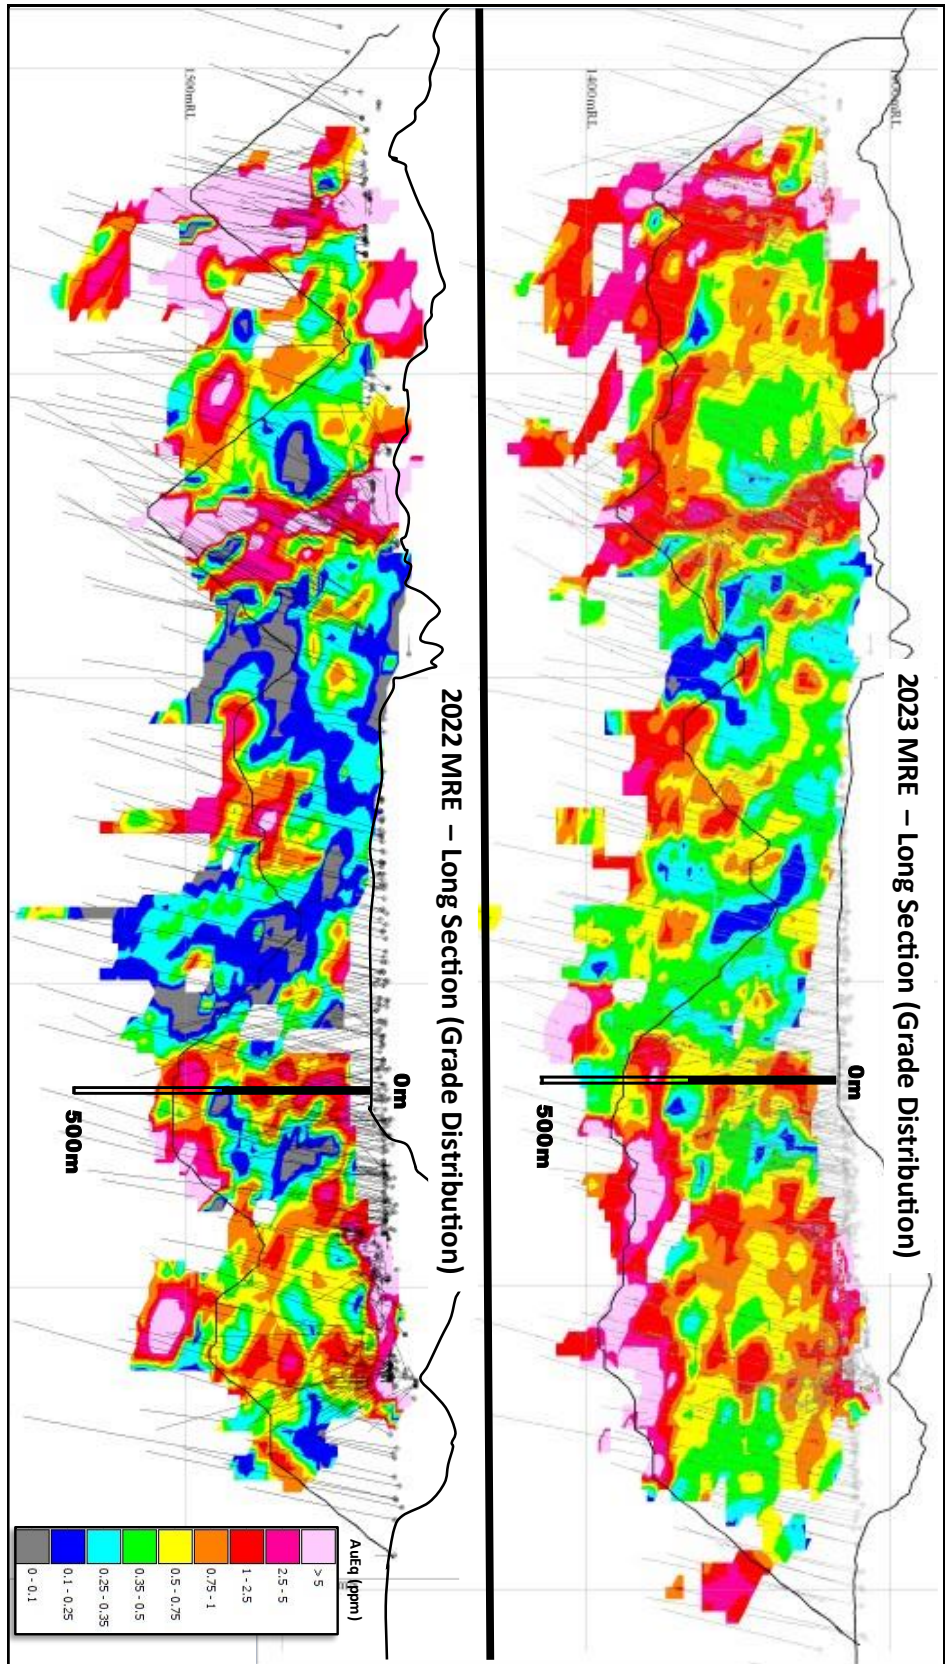 2023 MRE – Long Section (Grade Distribution)
1400mRL
0m
500m
2022 MRE – Long Section (Grade Distribution)
1500mRL
0m
500m
AuEq (ppm)
> 5
2.5 - 5
1 - 2.5
0.75 - 1
0.5 - 0.75
0.35 - 0.5
0.25 - 0.35
0.1 - 0.25
0 - 0.1